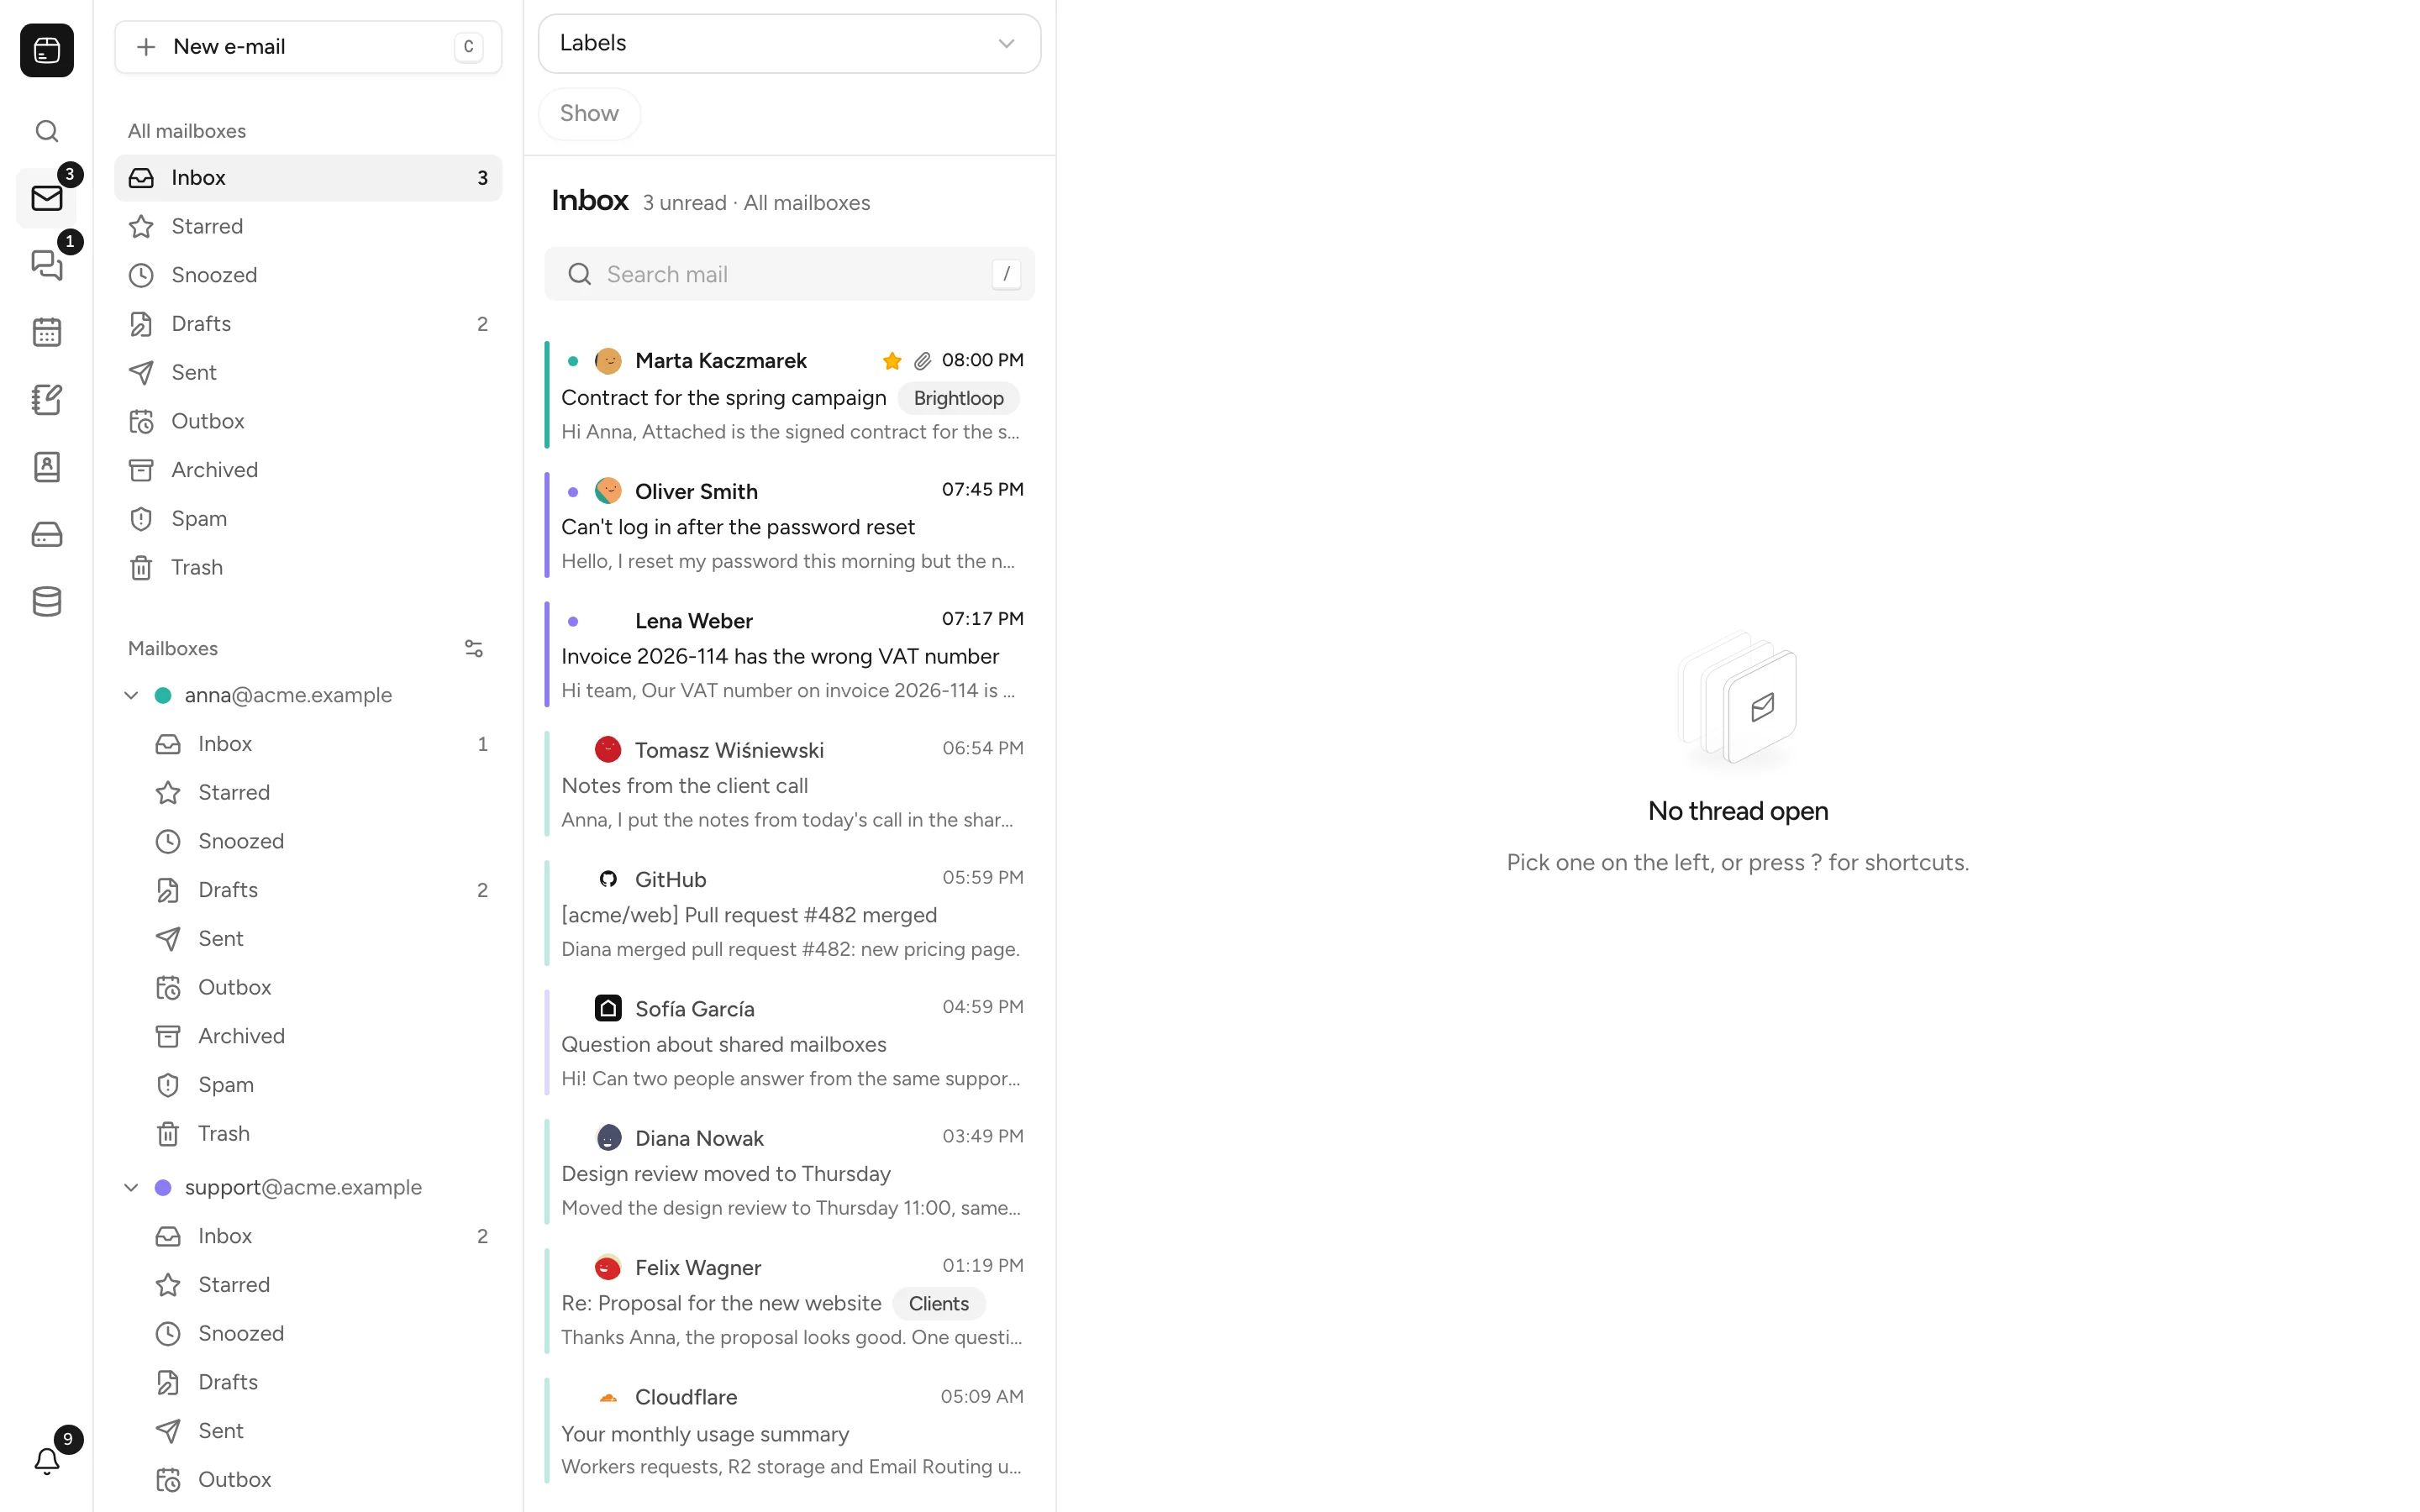 New e-mail
C
All mailboxes
Inbox 3
Starred
Snoozed
Drafts 2
Sent
Outbox
Archived
Spam
Trash
Mailboxes
anna@acme.example
Inbox 1
Starred
Snoozed
Drafts 2
Sent
Outbox
Archived
Spam
Trash
support@acme.example
Inbox 2
Starred
Snoozed
Drafts
Sent
Outbox
3
1
9
Labels
Show
Inbox 3 unread · All mailboxes
Search mail /
Marta Kaczmarek 08:00 PM
Contract for the spring campaign Brightloop
Hi Anna, Attached is the signed contract for the s...
Oliver Smith 07:45 PM
Can't log in after the password reset
Hello, I reset my password this morning but the n...
Lena Weber 07:17 PM
Invoice 2026-114 has the wrong VAT number
Hi team, Our VAT number on invoice 2026-114 is ...
Tomasz Wiśniewski 06:54 PM
Notes from the client call
Anna, I put the notes from today's call in the shar...
GitHub 05:59 PM
[acme/web] Pull request #482 merged
Diana merged pull request #482: new pricing page.
Sofía García 04:59 PM
Question about shared mailboxes
Hi! Can two people answer from the same suppor...
Diana Nowak 03:49 PM
Design review moved to Thursday
Moved the design review to Thursday 11:00, same...
Felix Wagner 01:19 PM
Re: Proposal for the new website Clients
Thanks Anna, the proposal looks good. One questi...
Cloudflare 05:09 AM
Your monthly usage summary
Workers requests, R2 storage and Email Routing u...
No thread open
Pick one on the left, or press ? for shortcuts.